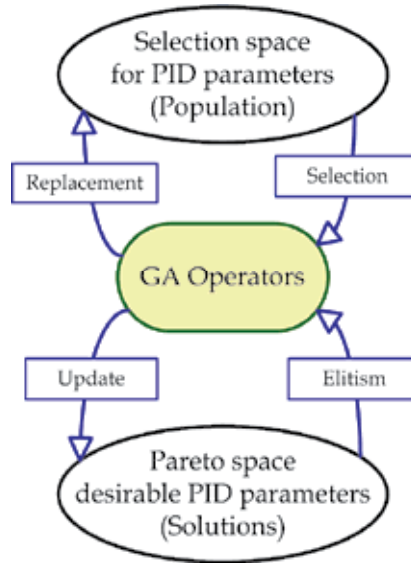 Selection space
for PID parameters
(Population)
Replacement
Selection
GA Operators
Update
Elitism
Pareto space
desirable PID parameters
(Solutions)